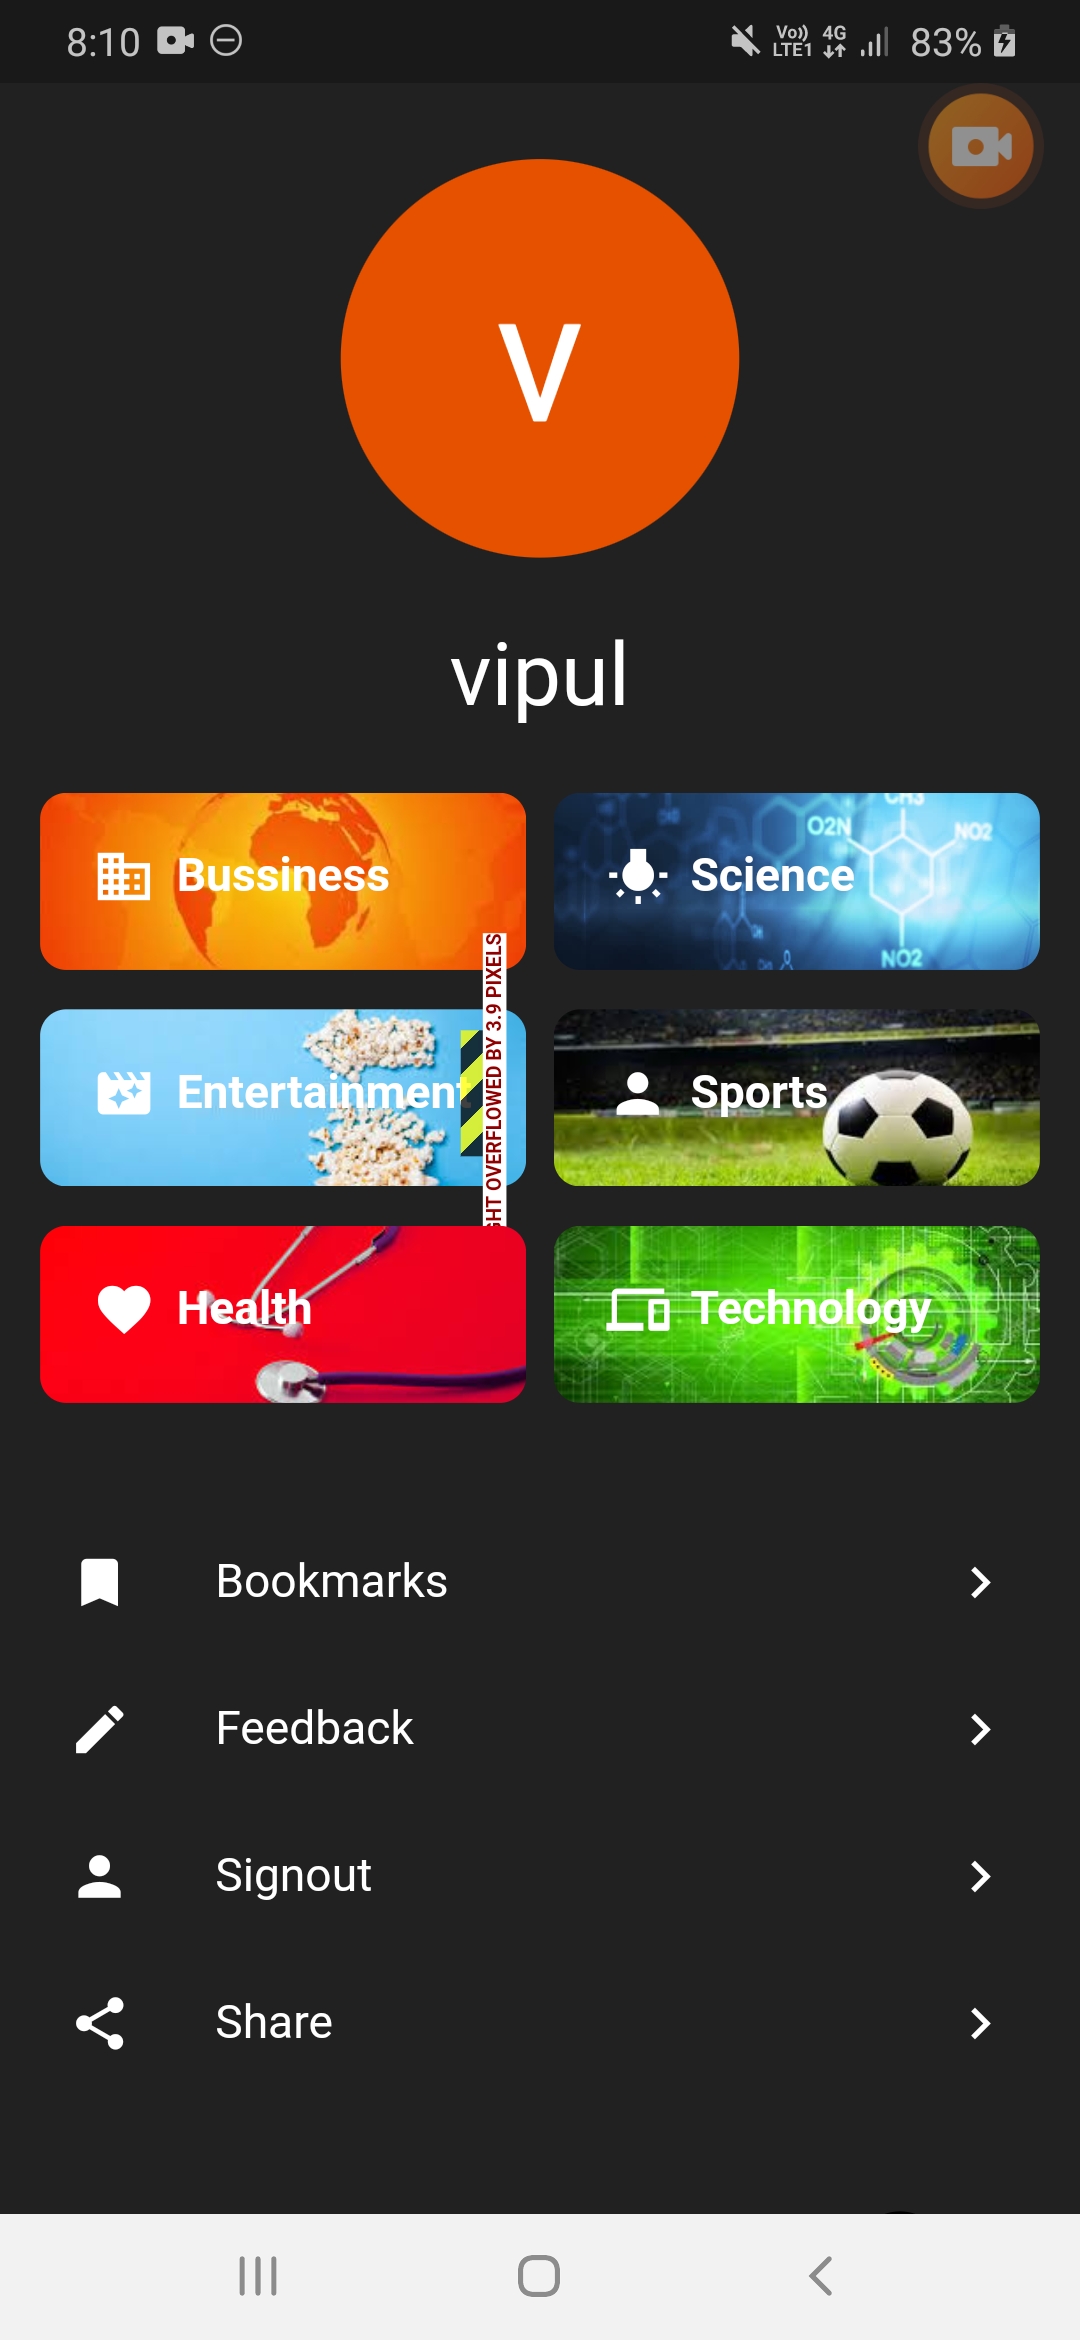 8:10 Vo)) LTE1 4G 83%
V
vipul
Bussiness
CH3
O2N
NO2
Science
NO2
OVERFLOWED BY 3.9 PIXELS
Entertainment
Sports
Health
Technology
Bookmarks
Feedback
Signout
Share